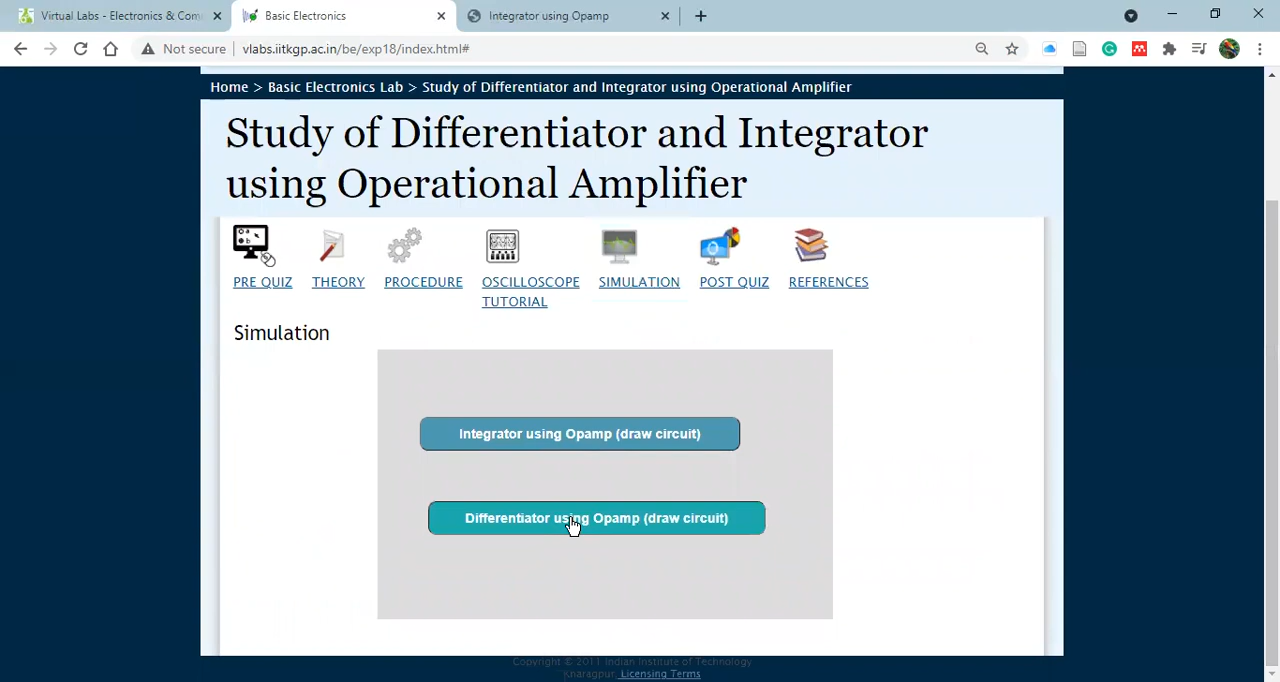 Virtual Labs - Electronics & Com
Basic Electronics
Integrator using Opamp
Not secure
vlabs.iitkgp.ac.in/be/exp18/index.html#
Home > Basic Electronics Lab > Study of Differentiator and Integrator using Operational Amplifier
Study of Differentiator and Integrator
using Operational Amplifier
PRE QUIZ
THEORY
PROCEDURE
OSCILLOSCOPE
TUTORIAL
SIMULATION
POST QUIZ
REFERENCES
Simulation
Integrator using Opamp (draw circuit)
Differentiator using Opamp (draw circuit)
Copyright © 2011 Indian Institute of Technology
Kharagpur. Licensing Terms